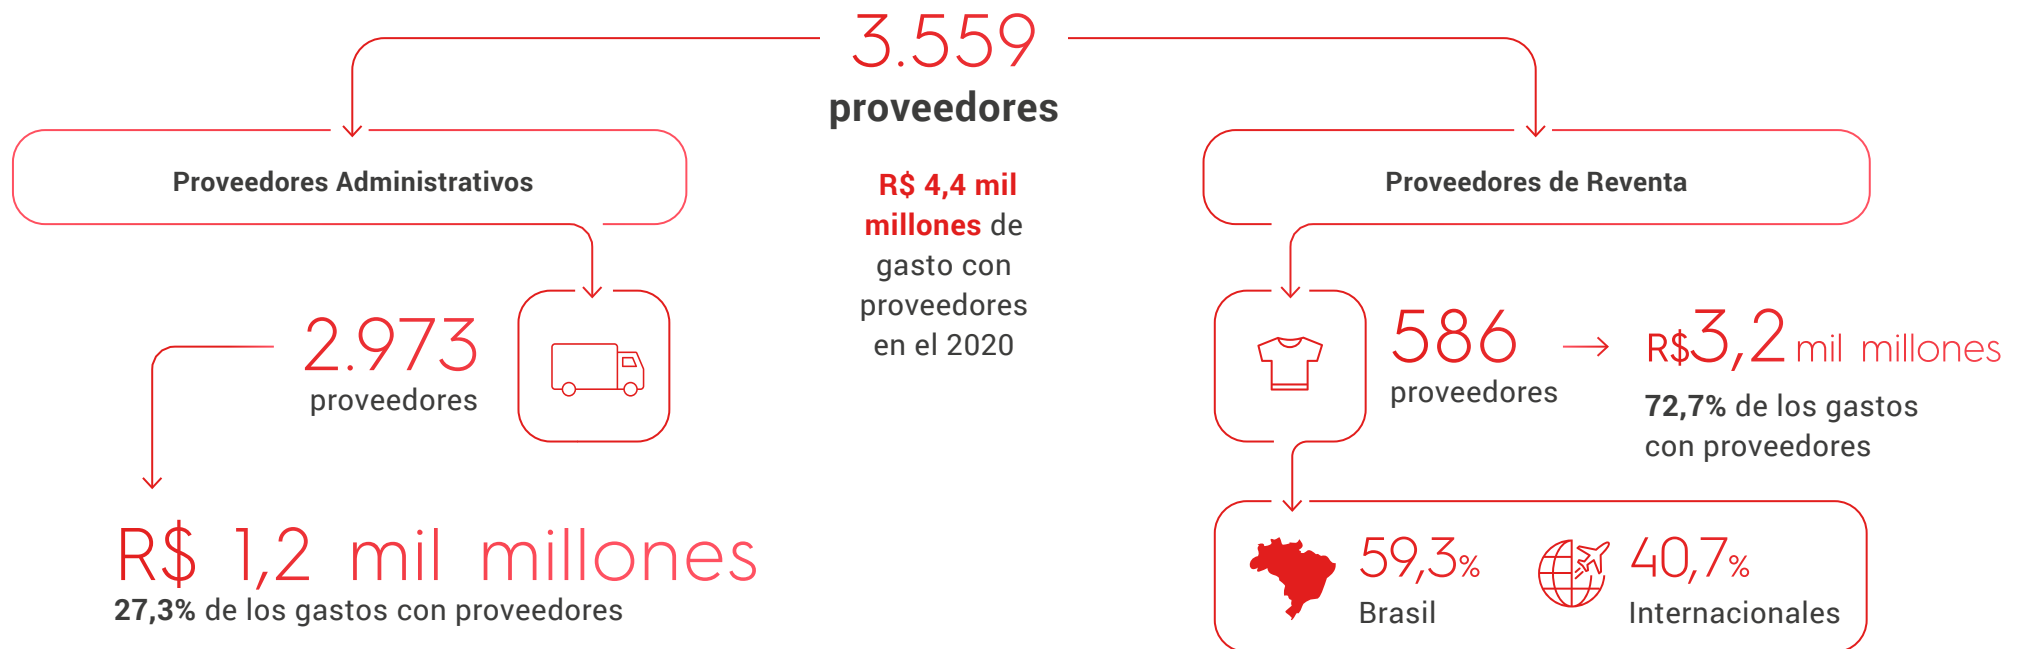 3.559
proveedores
R$ 4,4 mil
millones de
gasto con
proveedores
en el 2020
Proveedores Administrativos
2.973
proveedores
R$ 1,2 mil millones
27,3% de los gastos con proveedores
Proveedores de Reventa
586
proveedores
R$3,2 mil millones
72,7% de los gastos
con proveedores
59,3%
Brasil
40,7%
Internacionales